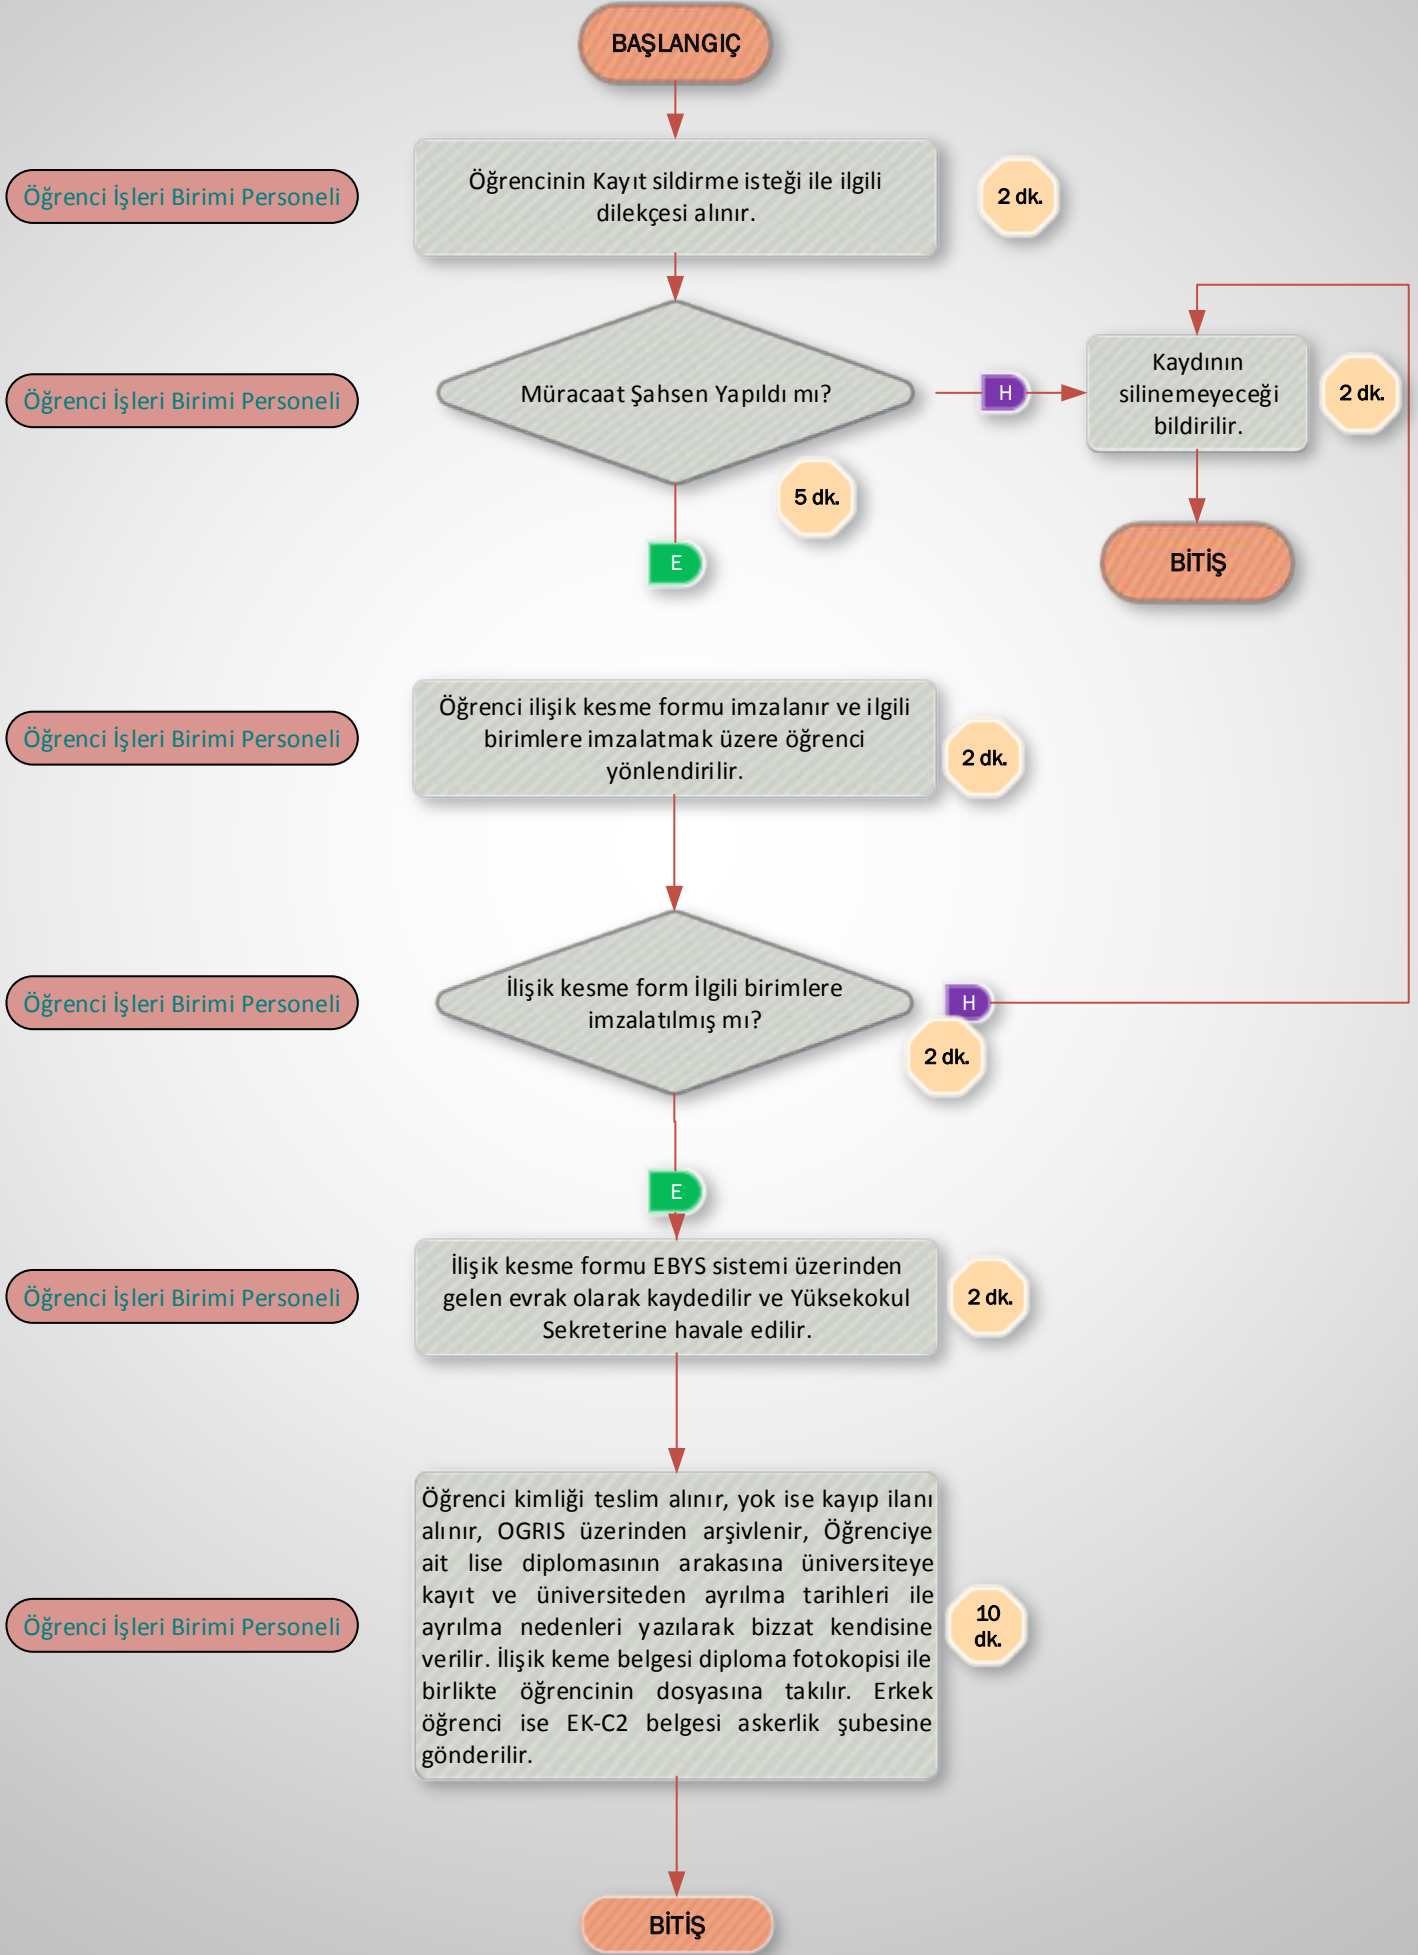 BAŞLANGIÇ
Öğrenci İşleri Birimi Personeli
Öğrencinin Kayıt sildirme isteği ile ilgili
dilekçesi alınır.
2 dk.
Öğrenci İşleri Birimi Personeli
Müracaat Şahsen Yapıldı mı?
H
Kaydının
silinemeyeceği
bildirilir.
2 dk.
5 dk.
E
BİTİŞ
Öğrenci İşleri Birimi Personeli
Öğrenci ilişik kesme formu imzalanır ve ilgili
birimlere imzalatmak üzere öğrenci
yönlendirilir.
2 dk.
Öğrenci İşleri Birimi Personeli
İlişik kesme form İlgili birimlere
imzalatılmış mı?
H
2 dk.
E
Öğrenci İşleri Birimi Personeli
İlişik kesme formu EBYS sistemi üzerinden
gelen evrak olarak kaydedilir ve Yüksekokul
Sekreterine havale edilir.
2 dk.
Öğrenci İşleri Birimi Personeli
Öğrenci kimliği teslim alınır, yok ise kayıp ilanı
alınır, OGRIS üzerinden arşivlenir, Öğrenciye
ait lise diplomasının arakasına üniversiteye
kayıt ve üniversiteden ayrılma tarihleri ile
ayrılma nedenleri yazılarak bizzat kendisine
verilir. İlişik keme belgesi diploma fotokopisi ile
birlikte öğrencinin dosyasına takılır. Erkek
öğrenci ise EK-C2 belgesi askerlik şubesine
gönderilir.
10
dk.
BİTİŞ